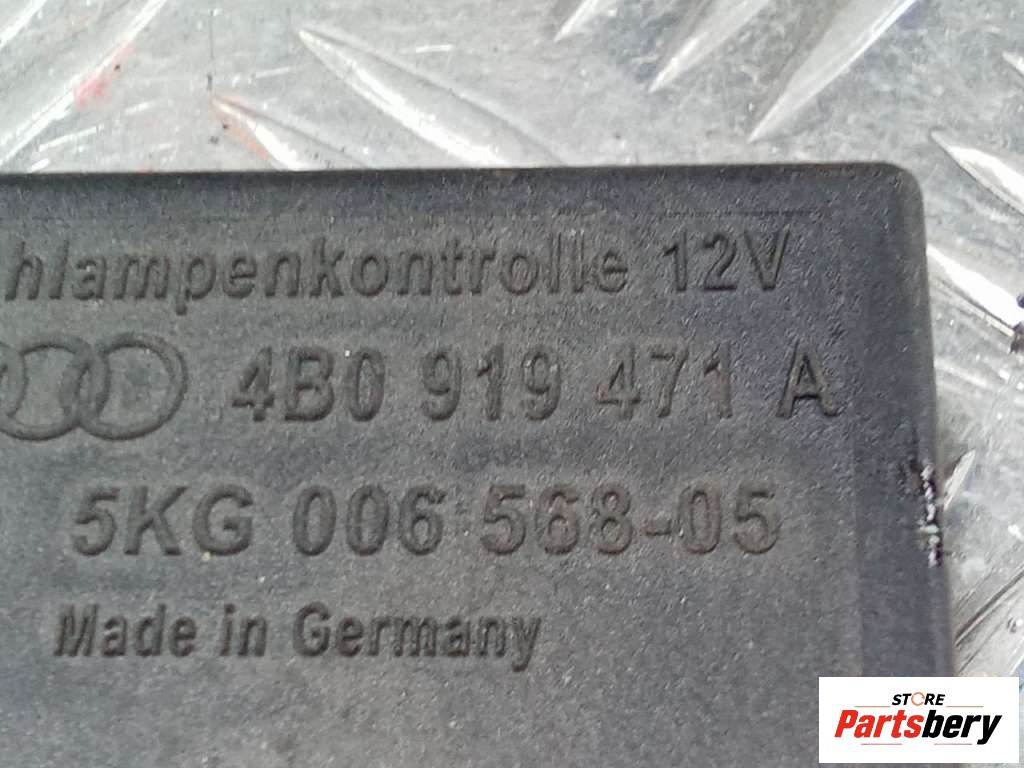 hlampenkontrolle 12V
4B0 919 471 A
5KG 006 568-05
Made in Germany
STORE
Partsbery